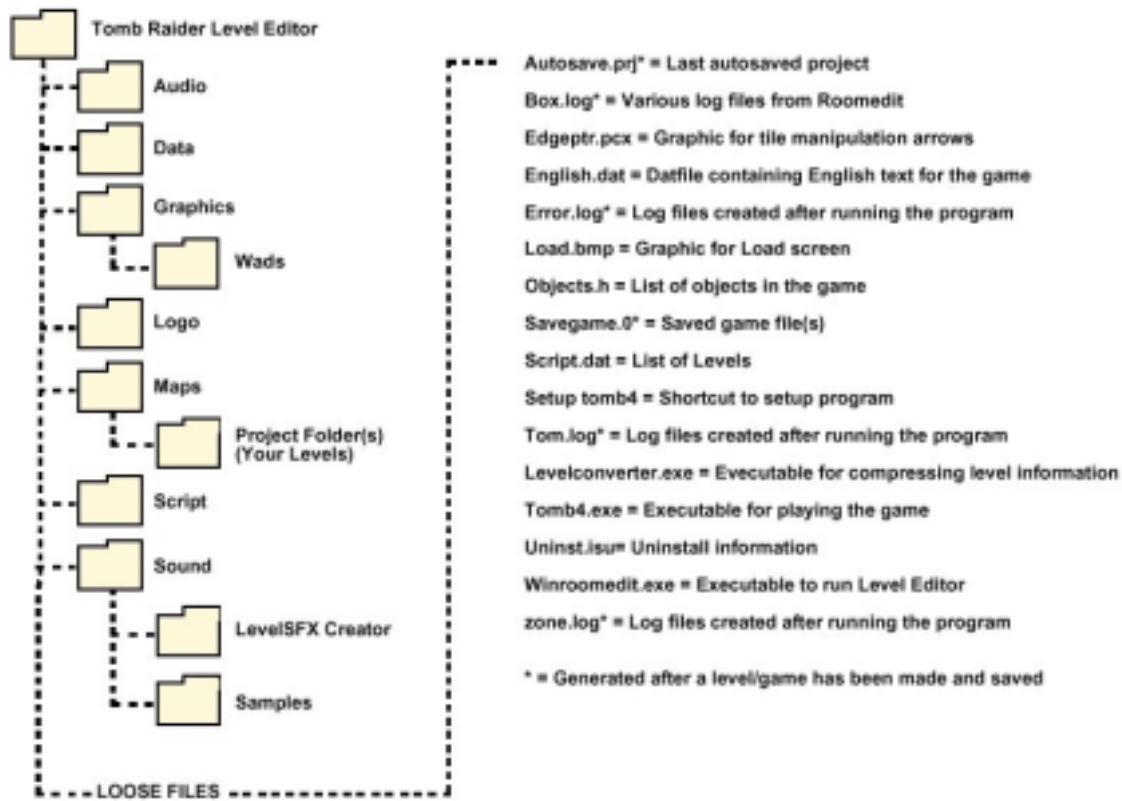 Tomb Raider Level Editor
Audio
Data
Graphics
Wads
Logo
Maps
Project Folder(s)
(Your Levels)
Script
Sound
LevelSFX Creator
Samples
LOOSE FILES
Autosave.prj* = Last autosaved project
Box.log* = Various log files from Roomedit
Edgeptr.pcx = Graphic for tile manipulation arrows
English.dat = Datfile containing English text for the game
Error.log* = Log files created after running the program
Load.bmp = Graphic for Load screen
Objects.h = List of objects in the game
Savegame.0* = Saved game file(s)
Script.dat = List of Levels
Setup tomb4 = Shortcut to setup program
Tom.log* = Log files created after running the program
Levelconverter.exe = Evecutable for compressing level information
Tomb4.exe = Executable for playing the game
Uninst.isu= Uninstall information
Winroomedit.exe = Executable to run Level Editor
zone.log* = Log files created after running the program
* = Generated after a level/game has been made and saved